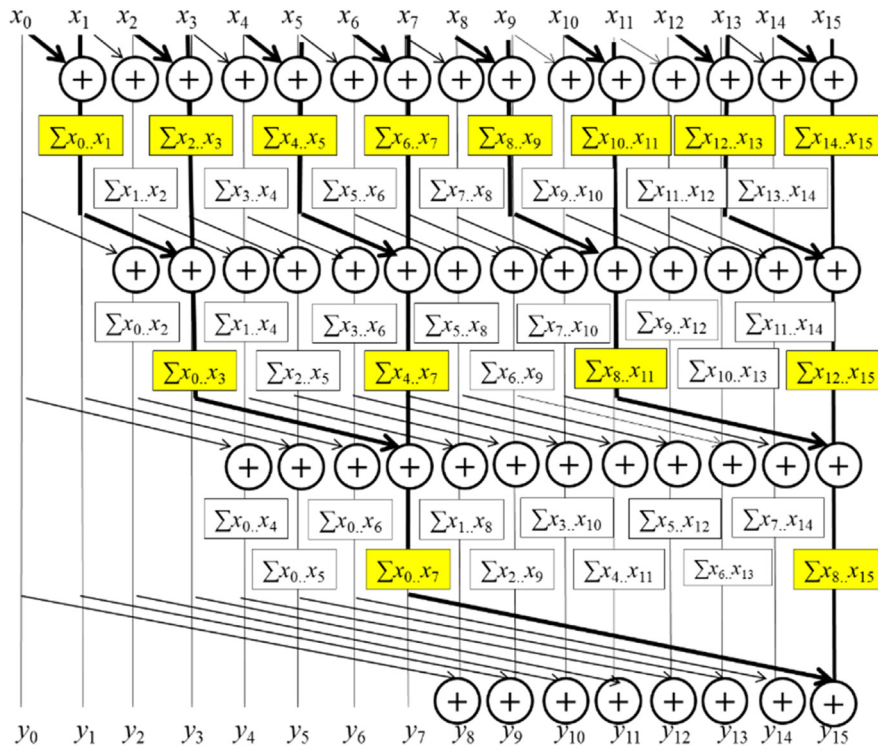 x0 x1 x2 x3 x4 x5 x6 x7 x8 x9 x10 x11 x12 x13 x14 x15
+ + + + + + + + + + + + + + +
∑x0..x1 ∑x2..x3 ∑x4..x5 ∑x6..x7 ∑x8..x9 ∑x10..x11 ∑x12..x13 ∑x14..x15
∑x1..x2 ∑x3..x4 ∑x5..x6 ∑x7..x8 ∑x9..x10 ∑x11..x12 ∑x13..x14
+ + + + + + + + + + + + + +
∑x0..x2 ∑x1..x4 ∑x3..x6 ∑x5..x8 ∑x7..x10 ∑x9..x12 ∑x11..x14
∑x0..x3 ∑x2..x5 ∑x4..x7 ∑x6..x9 ∑x8..x11 ∑x10..x13 ∑x12..x15
+ + + + + + + + + + + +
∑x0..x4 ∑x0..x6 ∑x1..x8 ∑x3..x10 ∑x5..x12 ∑x7..x14
∑x0..x5 ∑x0..x7 ∑x2..x9 ∑x4..x11 ∑x6..x13 ∑x8..x15
+ + + + + + + +
y0 y1 y2 y3 y4 y5 y6 y7 y8 y9 y10 y11 y12 y13 y14 y15